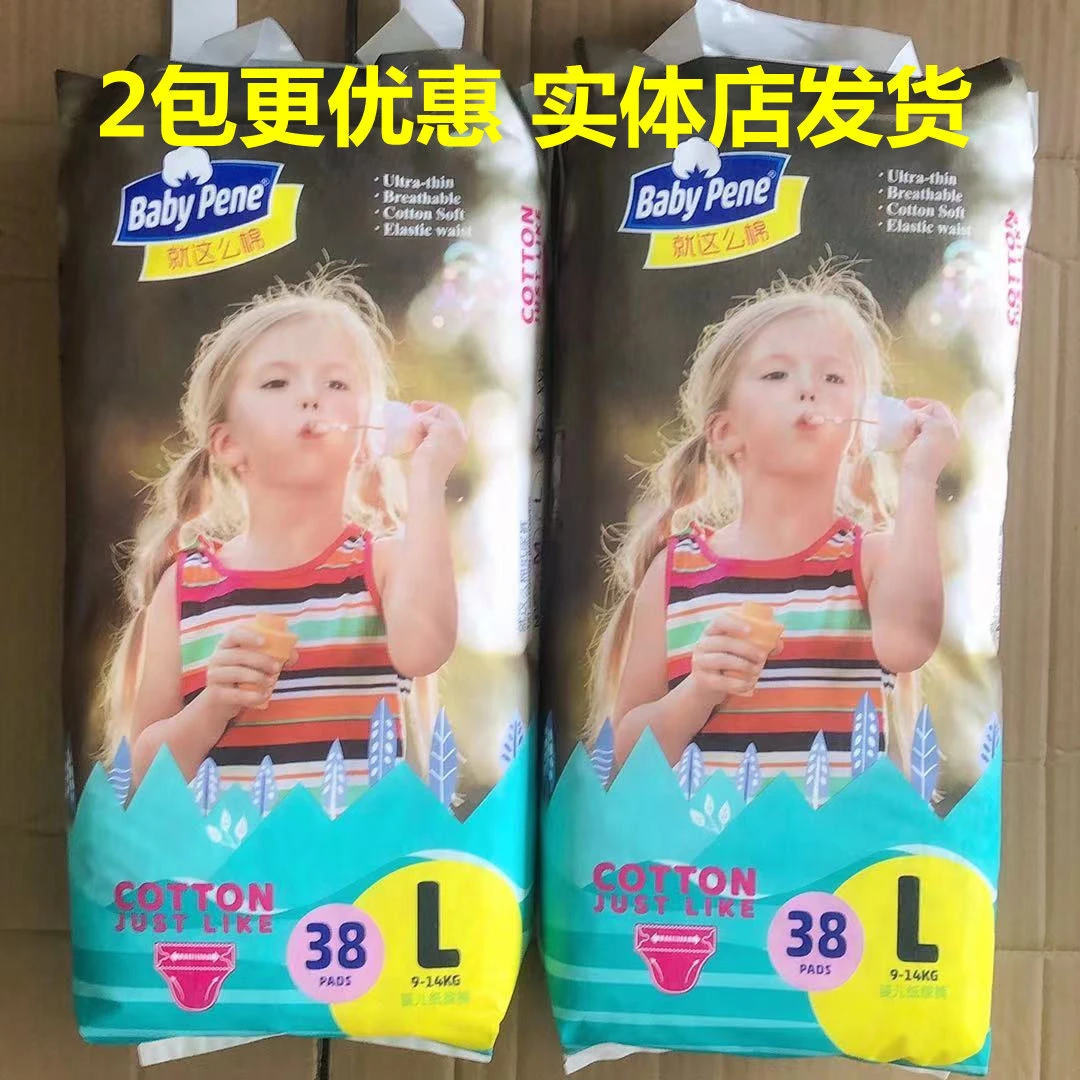 2包更优惠 实体店发货
Baby Pene
就这么棉
· Ultra-thin
· Breathable
· Cotton Soft
· Elastic waist
COTTON
JUST LIKE
COTTON
JUST LIKE
38
PADS
L
9-14KG
婴儿纸尿裤
Baby Pene
就这么棉
· Ultra-thin
· Breathable
· Cotton Soft
· Elastic waist
COTTON
COTTON
JUST LIKE
38
PADS
L
9-14KG
婴儿纸尿裤